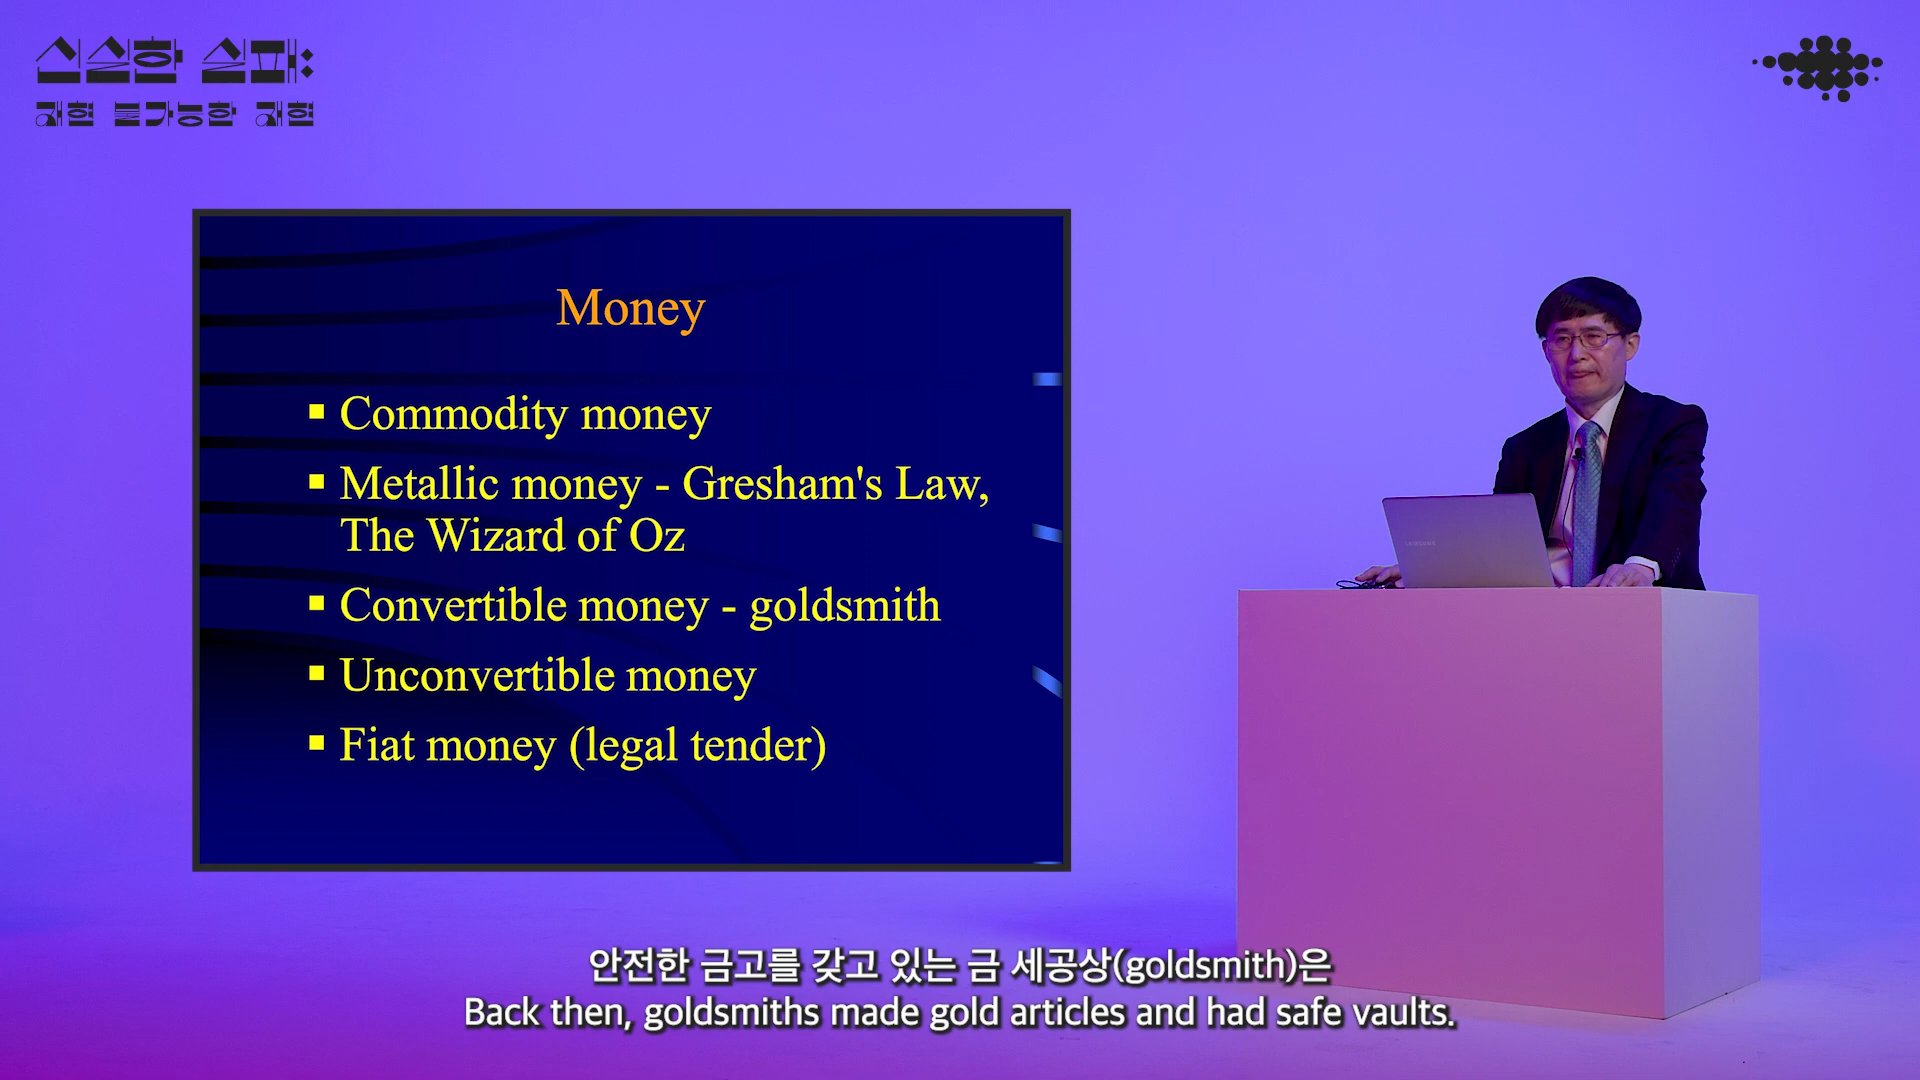 신실한 실패:
재현 불가능한 재현
Money
▪ Commodity money
▪ Metallic money - Gresham's Law,
The Wizard of Oz
▪ Convertible money - goldsmith
▪ Unconvertible money
▪ Fiat money (legal tender)
SAMSUNG
안전한 금고를 갖고 있는 금 세공상(goldsmith)은
Back then, goldsmiths made gold articles and had safe vaults.